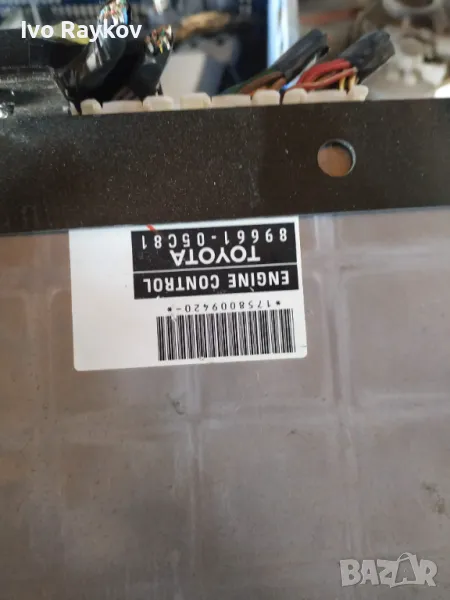 Ivo Raykov
*1758009420-*
ENGINE CONTROL
TOYOTA
89661-05C81
BAZAR